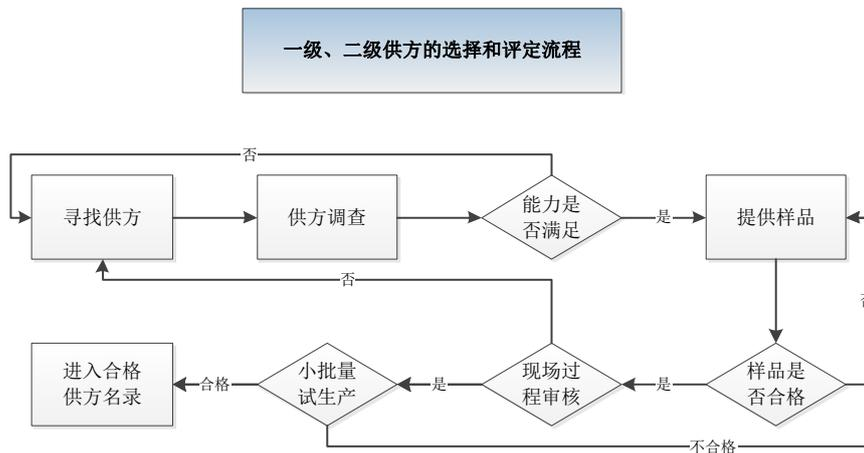 一级、二级供方的选择和评定流程
否
寻找供方
供方调查
能力是
否满足
是
提供样品
否
进入合格
供方名录
合格
小批量
试生产
是
现场过
程审核
是
样品是
否合格
不合格